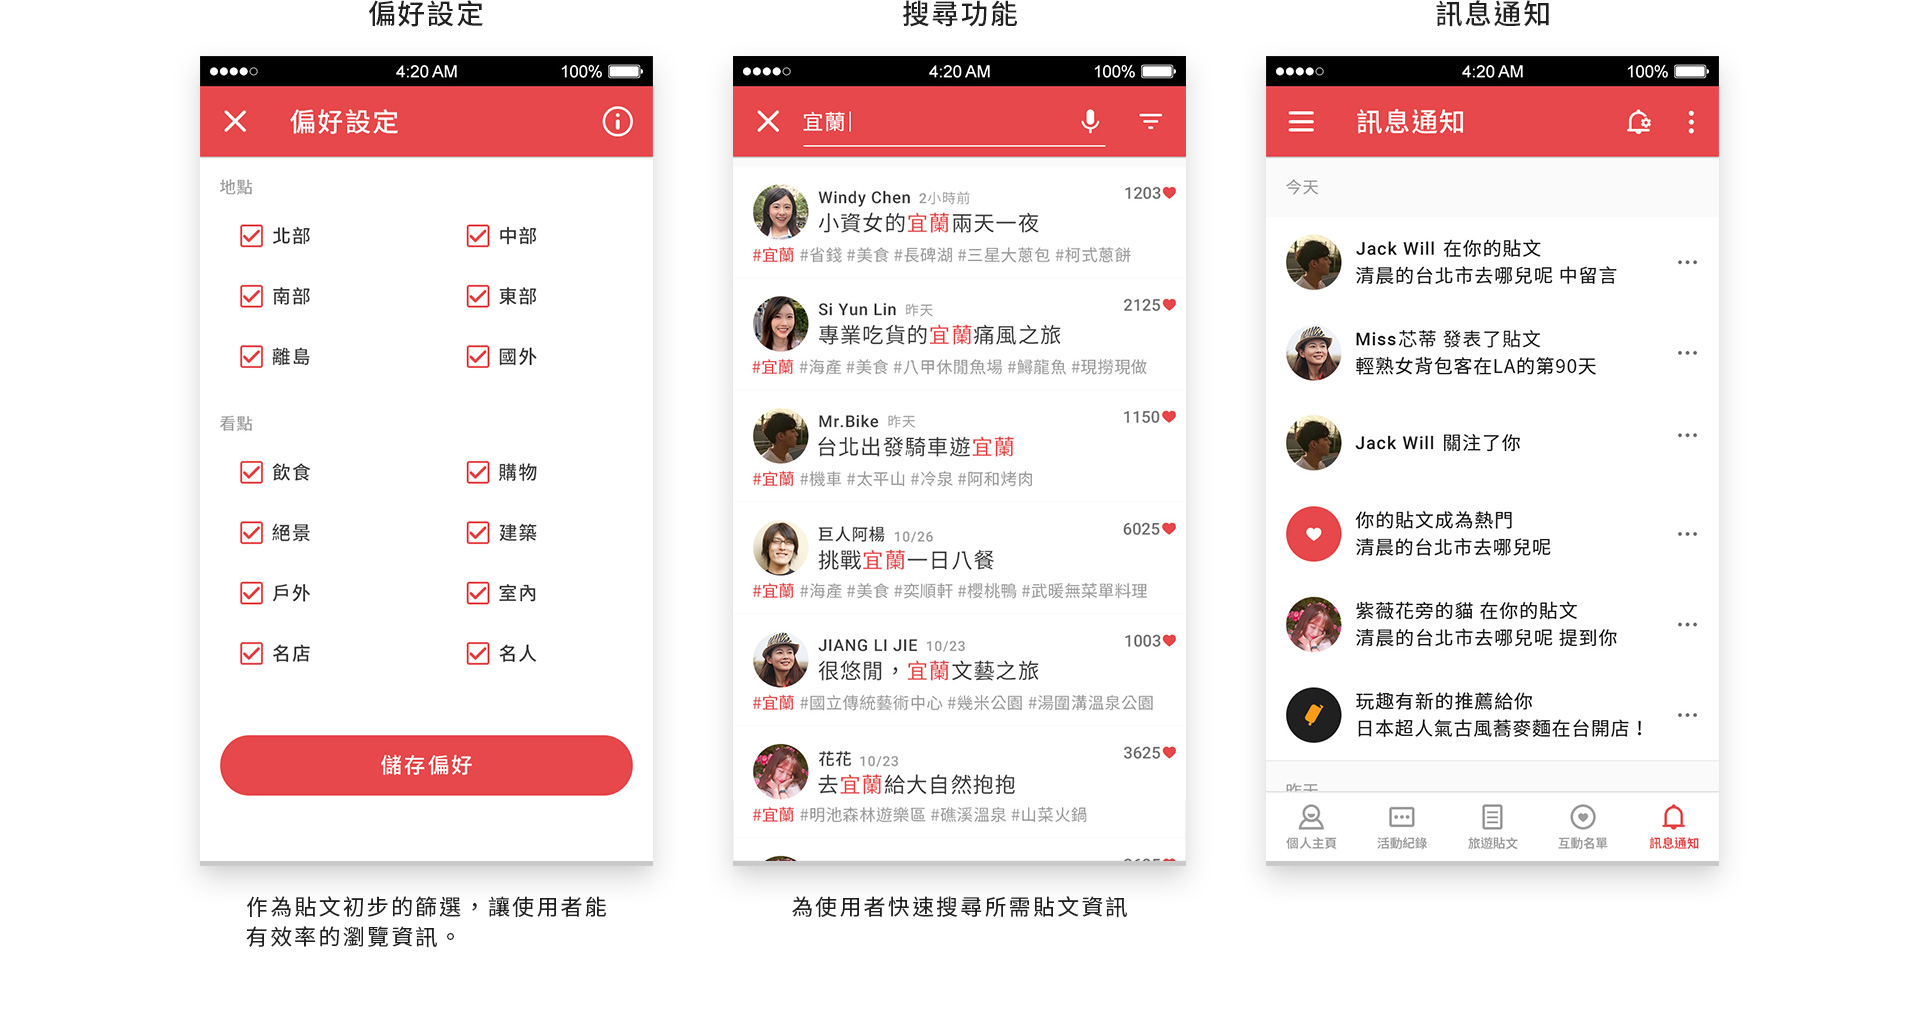 偏好設定
4:20 AM 100%
偏好設定
地點
北部 中部
南部 東部
離島 國外
看點
飲食 購物
絕景 建築
戶外 室內
名店 名人
儲存偏好
作為貼文初步的篩選，讓使用者能
有效率的瀏覽資訊。
搜尋功能
4:20 AM 100%
宜蘭
Windy Chen 2小時前 1203
小資女的宜蘭兩天一夜
#宜蘭 #省錢 #美食 #長碑湖 #三星大蔥包 #柯式蔥餅
Si Yun Lin 昨天 2125
專業吃貨的宜蘭痛風之旅
#宜蘭 #海產 #美食 #八甲休閒魚場 #鱘龍魚 #現撈現做
Mr.Bike 昨天 1150
台北出發騎車遊宜蘭
#宜蘭 #機車 #太平山 #冷泉 #阿和烤肉
巨人阿楊 10/26 6025
挑戰宜蘭一日八餐
#宜蘭 #海產 #美食 #奕順軒 #櫻桃鴨 #武暖無菜單料理
JIANG LI JIE 10/23 1003
很悠閒，宜蘭文藝之旅
#宜蘭 #國立傳統藝術中心 #幾米公園 #湯圍溝溫泉公園
花花 10/23 3625
去宜蘭給大自然抱抱
#宜蘭 #明池森林遊樂區 #礁溪溫泉 #山菜火鍋
為使用者快速搜尋所需貼文資訊
訊息通知
4:20 AM 100%
訊息通知
今天
Jack Will 在你的貼文
清晨的台北市去哪兒呢 中留言
Miss芯蒂 發表了貼文
輕熟女背包客在LA的第90天
Jack Will 關注了你
你的貼文成為熱門
清晨的台北市去哪兒呢
紫薇花旁的貓 在你的貼文
清晨的台北市去哪兒呢 提到你
玩趣有新的推薦給你
日本超人氣古風蕎麥麵在台開店！
昨天
個人主頁 活動紀錄 旅遊貼文 互動名單 訊息通知